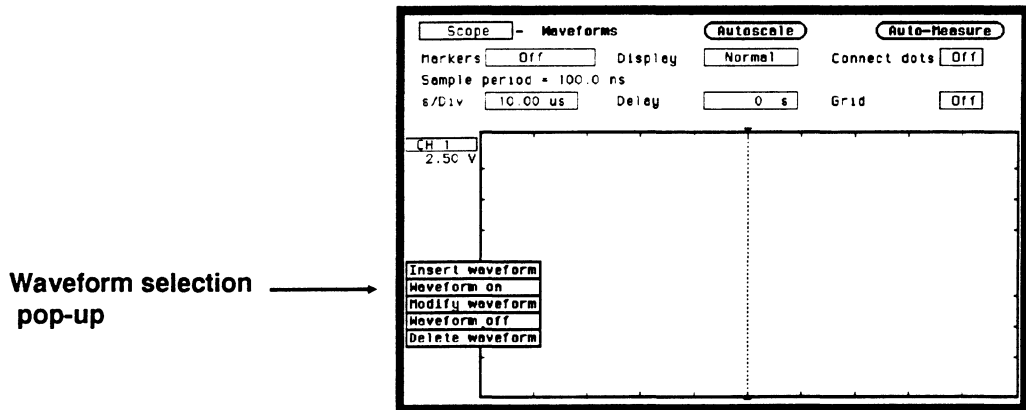 Scope - Waveforms Autoscale Auto-Measure
Markers Off Display Normal Connect dots Off
Sample period = 100.0 ns
s/Div 10.00 us Delay 0 s Grid Off
CH 1
2.50 V
Insert waveform
Waveform on
Modify waveform
Waveform off
Delete waveform
Waveform selection
pop-up